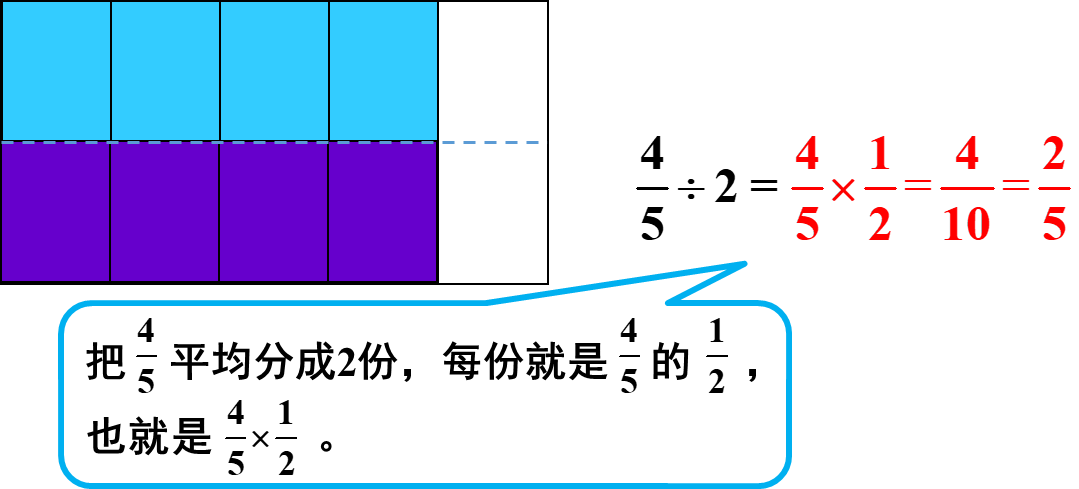 4/5 ÷ 2 = 4/5 × 1/2 = 4/10 = 2/5
把 4/5 平均分成2份，每份就是 4/5 的 1/2 ，
也就是 4/5 × 1/2 。